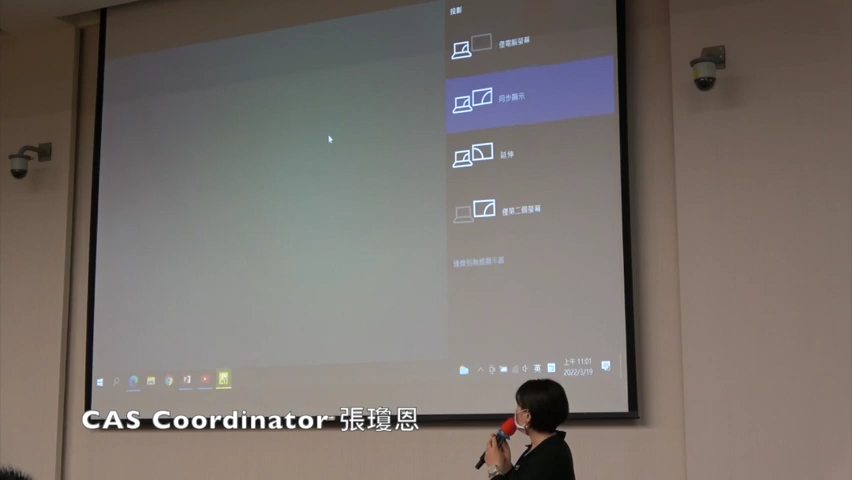 投影
僅電腦螢幕
同步顯示
延伸
僅第二個螢幕
連線到無線顯示器
英
上午 11:01
2022/3/19
CAS Coordinator 張瓊恩